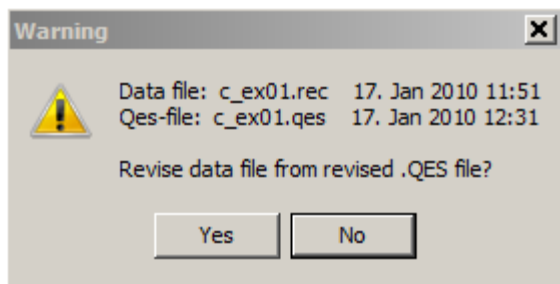 Warning
Data file: c_ex01.rec 17. Jan 2010 11:51
Qes-file: c_ex01.qes 17. Jan 2010 12:31
Revise data file from revised .QES file?
Yes No